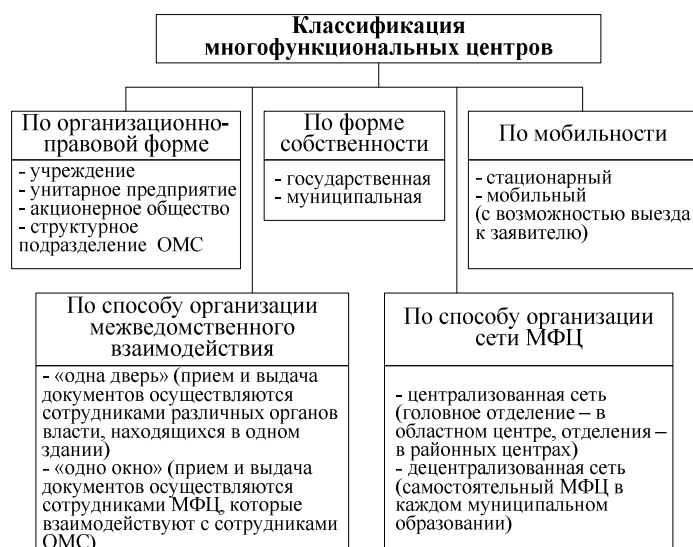 Классификация
многофункциональных центров
По организационно-
правовой форме
- учреждение
- унитарное предприятие
- акционерное общество
- структурное
подразделение ОМС
По форме
собственности
- государственная
- муниципальная
По мобильности
- стационарный
- мобильный
(с возможностью выезда
к заявителю)
По способу организации
межведомственного
взаимодействия
- «одна дверь» (прием и выдача
документов осуществляются
сотрудниками различных органов
власти, находящихся в одном
здании)
- «одно окно» (прием и выдача
документов осуществляются
сотрудниками МФЦ, которые
взаимодействуют с сотрудниками
ОМС)
По способу организации
сети МФЦ
- централизованная сеть
(головное отделение – в
областном центре, отделения –
в районных центрах)
- децентрализованная сеть
(самостоятельный МФЦ в
каждом муниципальном
образовании)